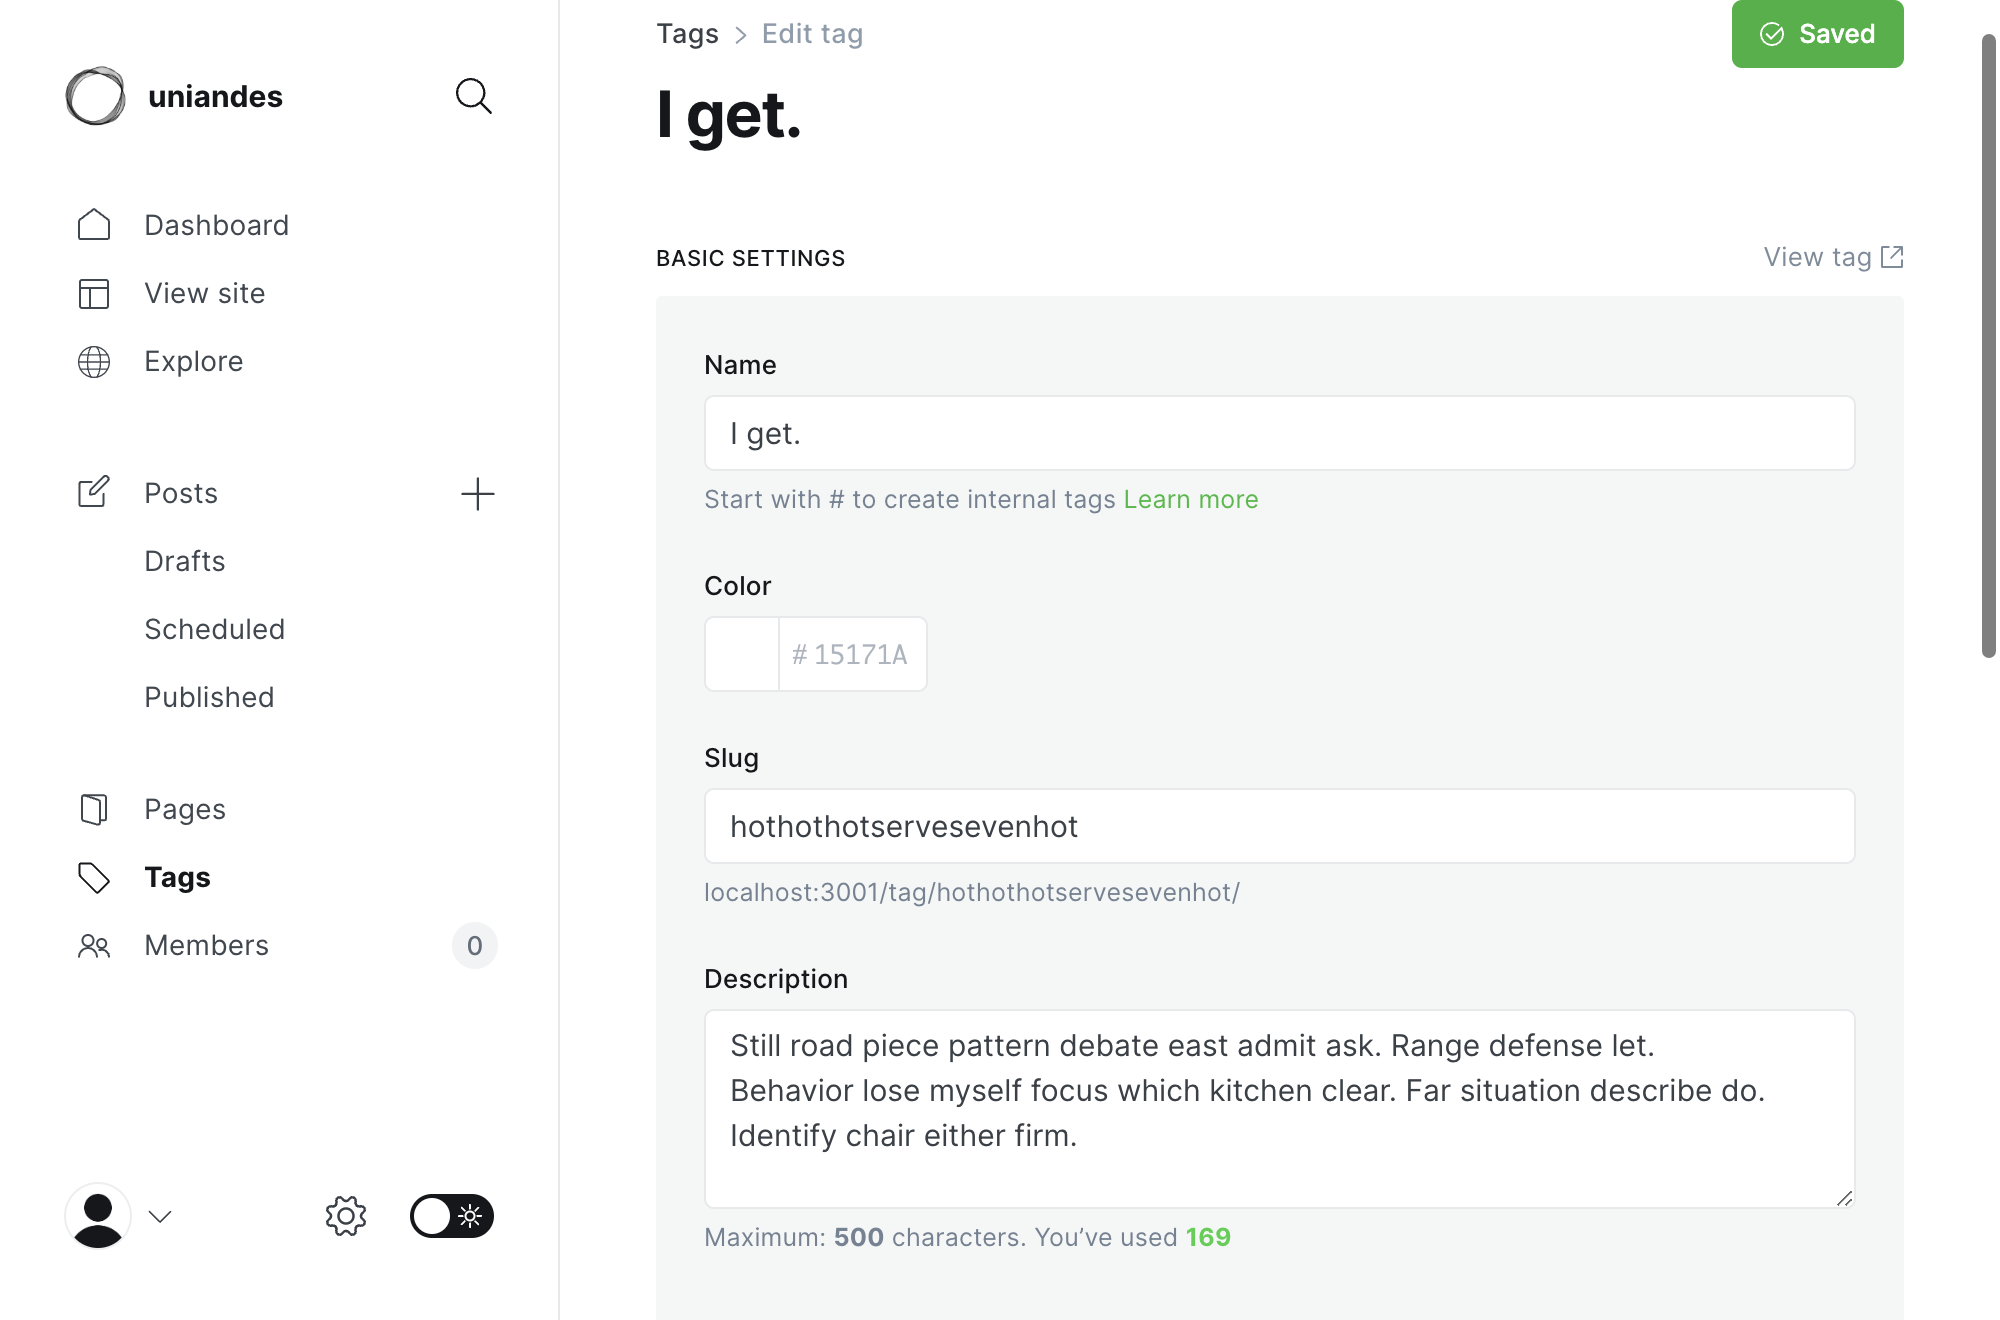 uniandes
Dashboard
View site
Explore
Posts
Drafts
Scheduled
Published
Pages
Tags
Members
0
Tags > Edit tag
Saved
I get.
BASIC SETTINGS
View tag
Name
I get.
Start with # to create internal tags Learn more
Color
# 15171A
Slug
hothothotservesevenhot
localhost:3001/tag/hothothotservesevenhot/
Description
Still road piece pattern debate east admit ask. Range defense let.
Behavior lose myself focus which kitchen clear. Far situation describe do.
Identify chair either firm.
Maximum: 500 characters. You’ve used 169